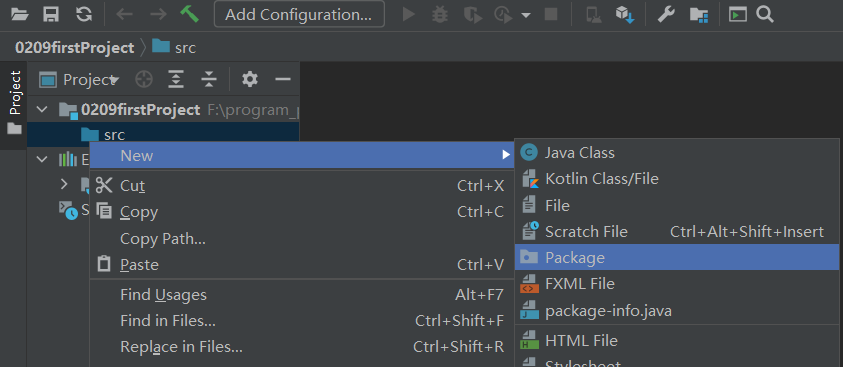 Add Configuration...
0209firstProject
src
Project
Project
0209firstProject F:\program_
src
New
Cut Ctrl+X
Copy Ctrl+C
Copy Path...
Paste Ctrl+V
Find Usages Alt+F7
Find in Files... Ctrl+Shift+F
Replace in Files... Ctrl+Shift+R
Java Class
Kotlin Class/File
File
Scratch File Ctrl+Alt+Shift+Insert
Package
FXML File
package-info.java
HTML File
Stylesheet